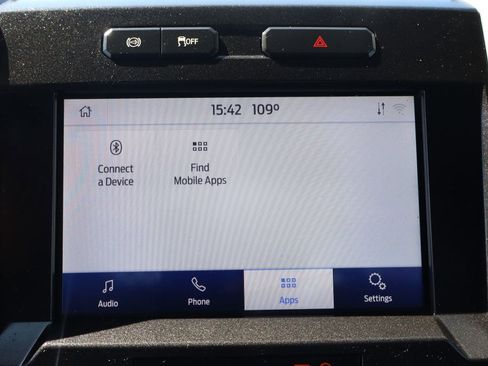 OFF
15:42 109°
Connect
a Device
Find
Mobile Apps
Audio
Phone
Apps
Settings